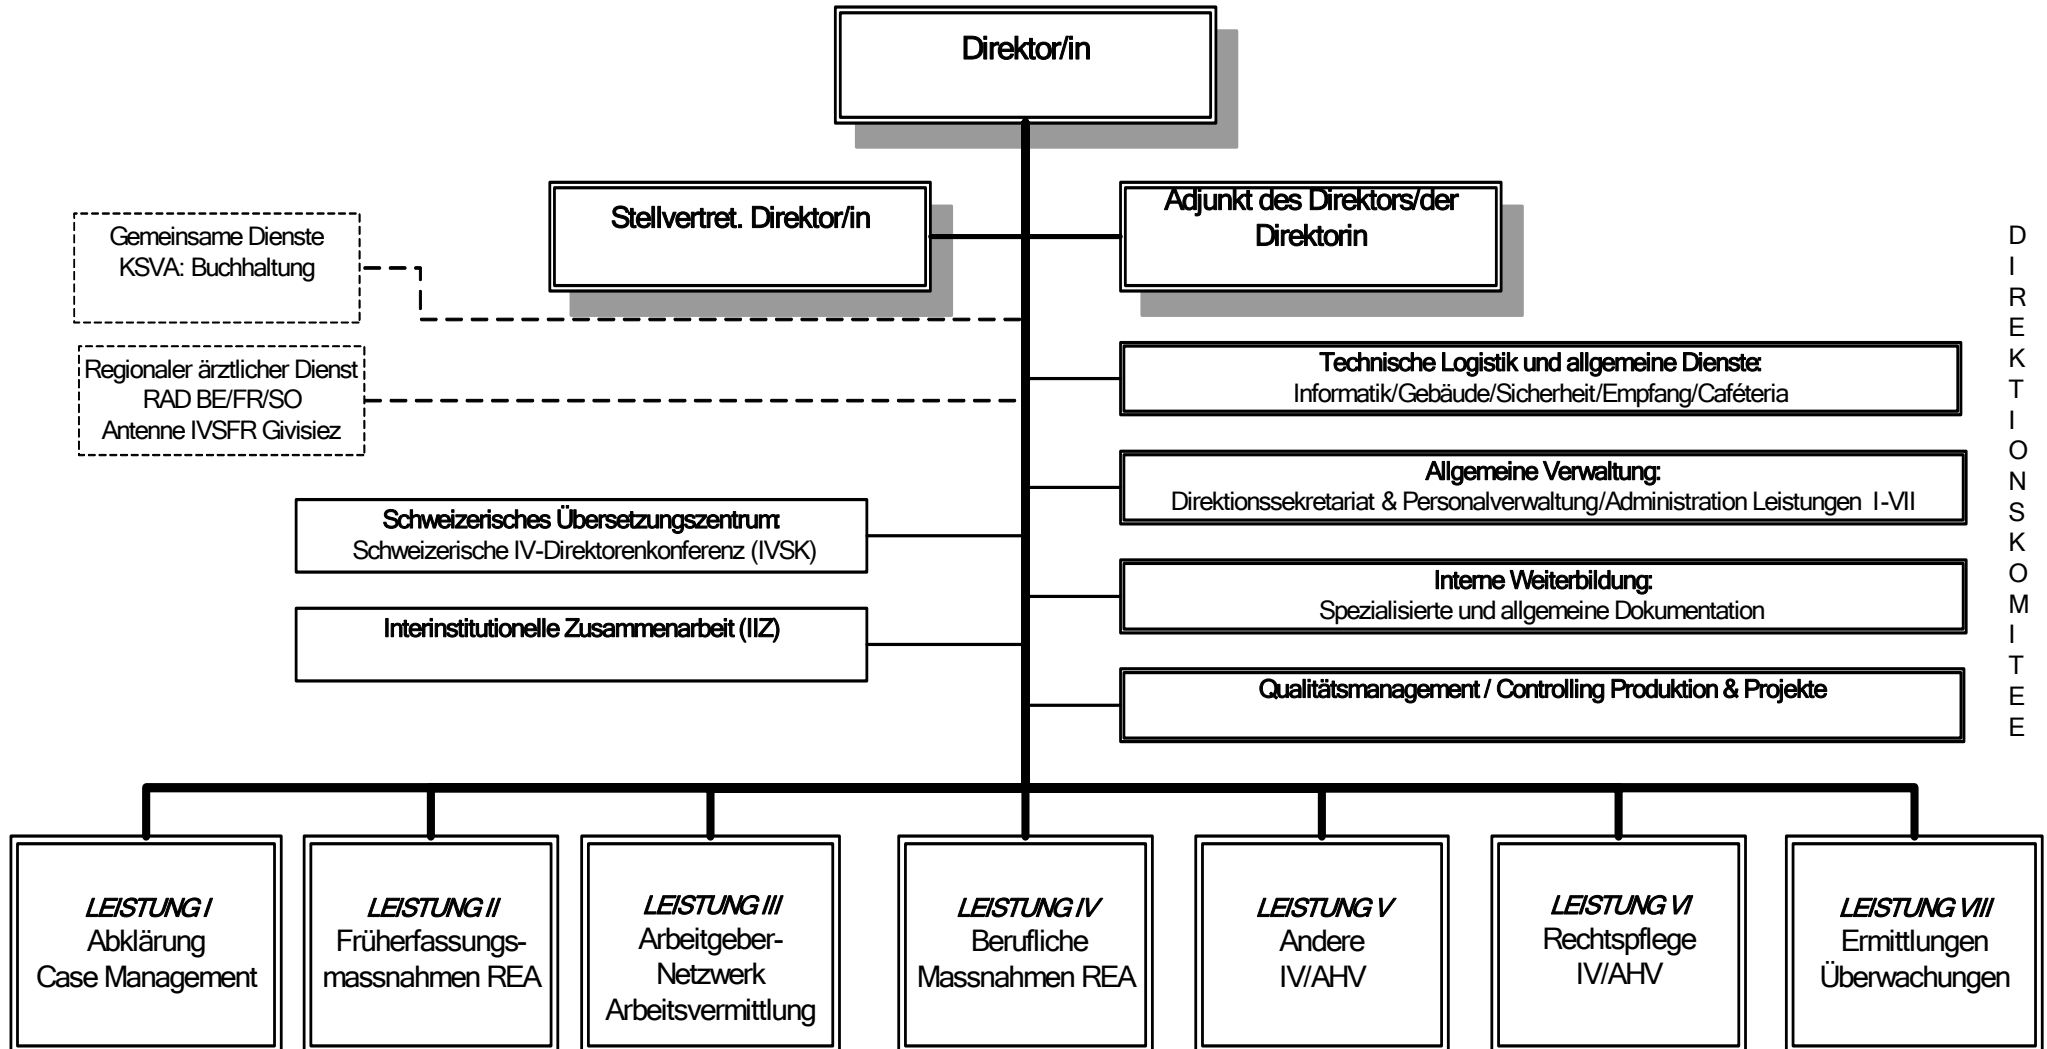 Direktor/in
Stellvertret. Direktor/in
Adjunkt des Direktors/der
Direktorin
Gemeinsame Dienste
KSVA: Buchhaltung
Regionaler ärztlicher Dienst
RAD BE/FR/SO
Antenne IVSFR Givisiez
Technische Logistik und allgemeine Dienste:
Informatik/Gebäude/Sicherheit/Empfang/Caféteria
Allgemeine Verwaltung:
Direktionssekretariat & Personalverwaltung/Administration Leistungen I-VII
Schweizerisches Übersetzungszentrum:
Schweizerische IV-Direktorenkonferenz (IVSK)
Interne Weiterbildung:
Spezialisierte und allgemeine Dokumentation
Interinstitutionelle Zusammenarbeit (IIZ)
Qualitätsmanagement / Controlling Produktion & Projekte
DIREKTIONSKOMITEE
LEISTUNG I
Abklärung
Case Management
LEISTUNG II
Früherfassungs-
massnahmen REA
LEISTUNG III
Arbeitgeber-
Netzwerk
Arbeitsvermittlung
LEISTUNG IV
Berufliche
Massnahmen REA
LEISTUNG V
Andere
IV/AHV
LEISTUNG VI
Rechtspflege
IV/AHV
LEISTUNG VIII
Ermittlungen
Überwachungen